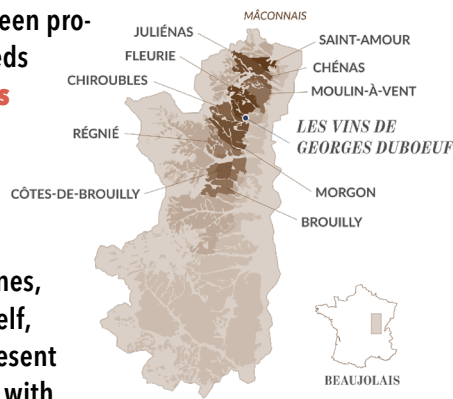 een pro-
eds
s
nes,
elf,
esent
with
MÂCONNAIS
JULIÉNAS
SAINT-AMOUR
FLEURIE
CHÉNAS
CHIROUBLES
MOULIN-À-VENT
LES VINS DE
GEORGES DUBOEUF
RÉGNIÉ
CÔTES-DE-BROUILLY
MORGON
BROUILLY
BEAUJOLAIS